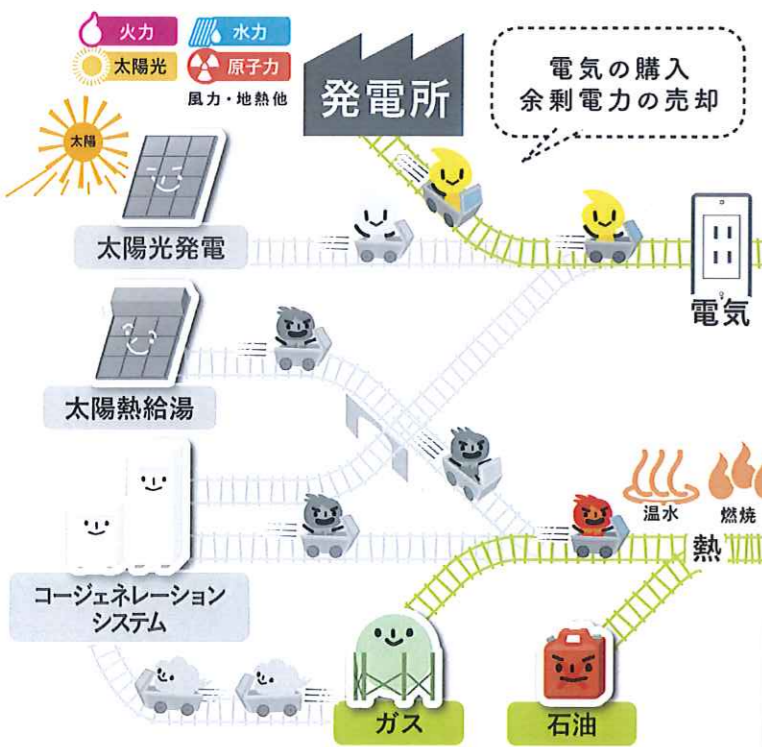 火力
水力
太陽光
原子力
風力・地熱他
発電所
電気の購入
余剰電力の売却
太陽
太陽光発電
電気
太陽熱給湯
温水
燃焼
熱
コージェネレーション
システム
ガス
石油